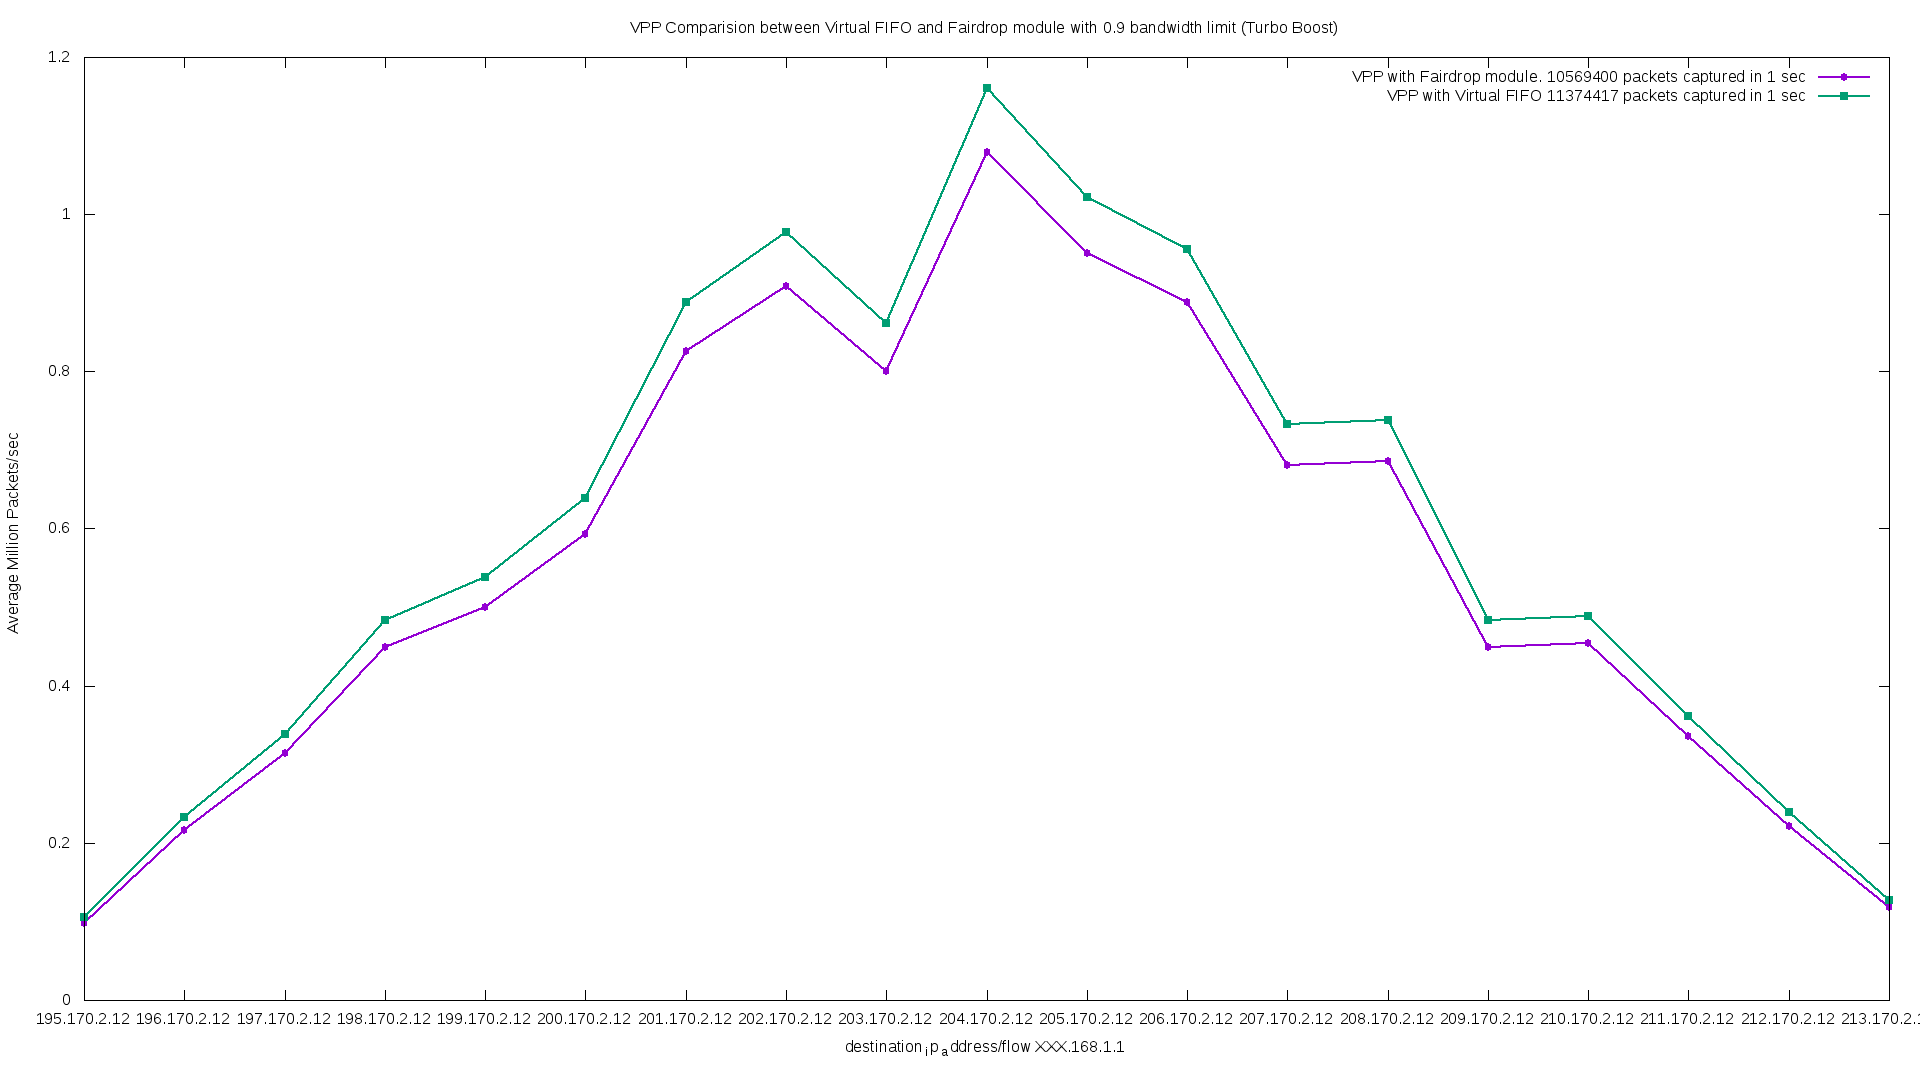 VPP Comparision between Virtual FIFO and Fairdrop module with 0.9 bandwidth limit (Turbo Boost)
VPP with Fairdrop module. 10569400 packets captured in 1 sec
VPP with Virtual FIFO 11374417 packets captured in 1 sec
1.2
1
0.8
0.6
0.4
0.2
0
Average Million Packets/sec
195.170.2.12 196.170.2.12 197.170.2.12 198.170.2.12 199.170.2.12 200.170.2.12 201.170.2.12 202.170.2.12 203.170.2.12 204.170.2.12 205.170.2.12 206.170.2.12 207.170.2.12 208.170.2.12 209.170.2.12 210.170.2.12 211.170.2.12 212.170.2.12 213.170.2.1
destination_ip_address/flow XXX.168.1.1